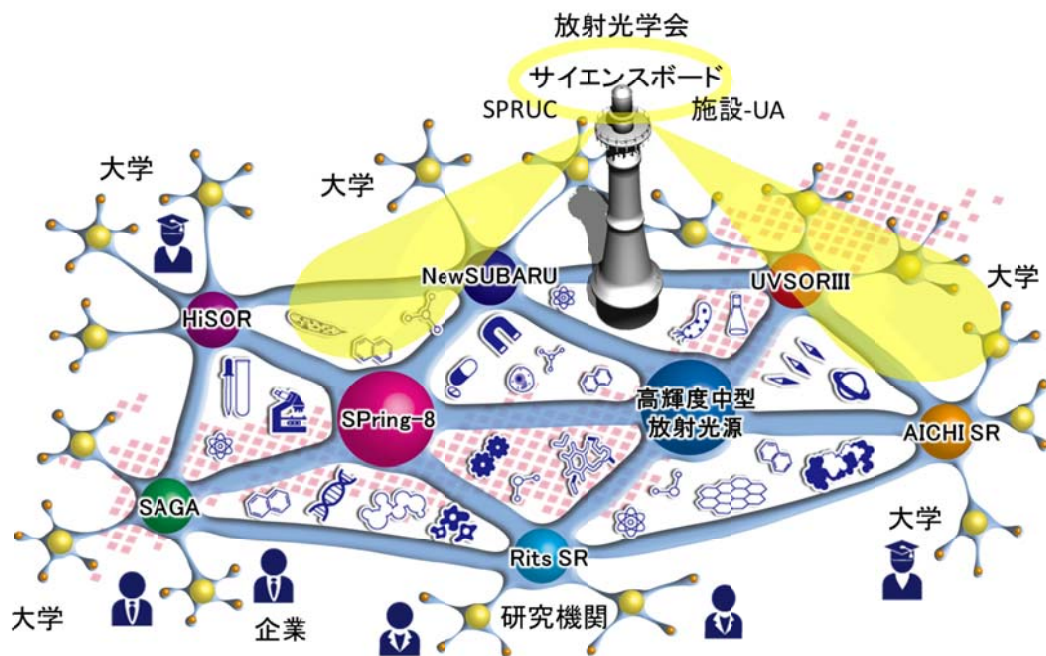 放射光学会
サイエンスボード
SPRUC
施設-UA
大学
大学
NewSUBARU
UVSORIII
大学
HiSOR
SPring-8
高輝度中型
放射光源
AICHI SR
SAGA
大学
Rits SR
大学
企業
研究機関